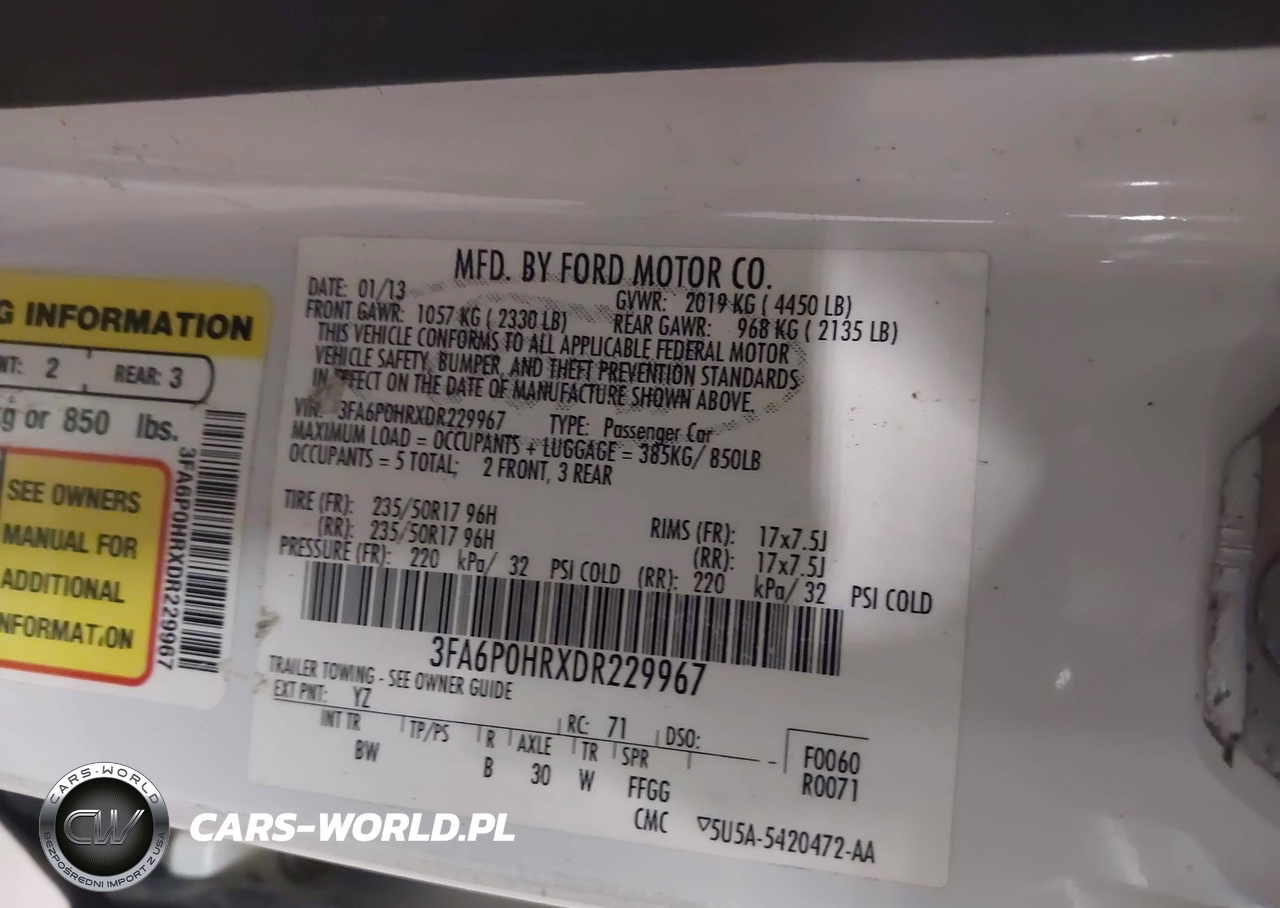 G INFORMATION
NT: 2 REAR: 3
g or 850 lbs.
SEE OWNERS
MANUAL FOR
ADDITIONAL
NFORMATION
3FA6P0HRXDR229967
MFD. BY FORD MOTOR CO.
DATE: 01/13 GVWR: 2019 KG ( 4450 LB)
FRONT GAWR: 1057 KG ( 2330 LB) REAR GAWR: 968 KG ( 2135 LB)
THIS VEHICLE CONFORMS TO ALL APPLICABLE FEDERAL MOTOR
VEHICLE SAFETY, BUMPER, AND THEFT PREVENTION STANDARDS
IN EFFECT ON THE DATE OF MANUFACTURE SHOWN ABOVE.
VIN: 3FA6P0HRXDR229967 TYPE: Passenger Car
MAXIMUM LOAD = OCCUPANTS + LUGGAGE = 385KG/ 850LB
OCCUPANTS = 5 TOTAL; 2 FRONT, 3 REAR
TIRE (FR): 235/50R17 96H RIMS (FR): 17x7.5J
(RR): 235/50R17 96H (RR): 17x7.5J
PRESSURE (FR): 220 kPa/ 32 PSI COLD (RR): 220 kPa/ 32 PSI COLD
3FA6P0HRXDR229967
TRAILER TOWING - SEE OWNER GUIDE
EXT PNT: YZ RC: 71 DSO:
INT TR TP/PS R AXLE TR SPR F0060
BW B 30 W FFGG R0071
CMC 5U5A-5420472-AA
CARS-WORLD
CW
BEZPOŚREDNI IMPORT Z USA
CARS-WORLD.PL